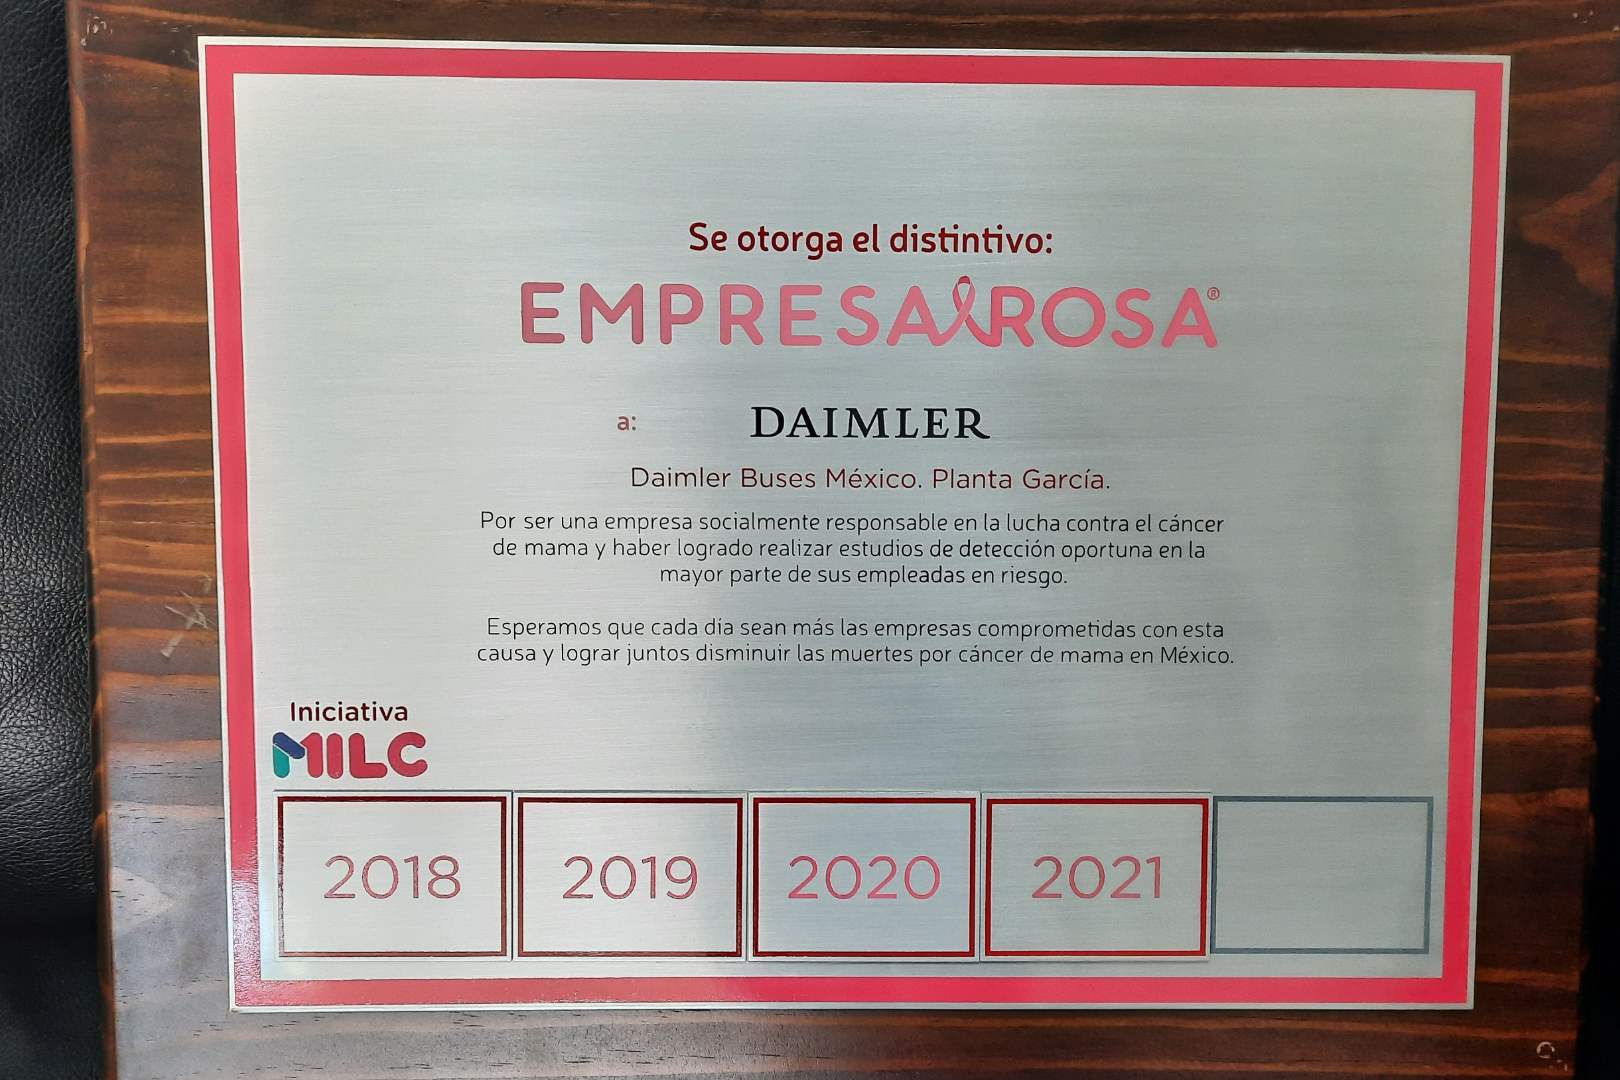 Se otorga el distintivo:
EMPRESA ROSA®
a: DAIMLER
Daimler Buses México. Planta García.
Por ser una empresa socialmente responsable en la lucha contra el cáncer
de mama y haber logrado realizar estudios de detección oportuna en la
mayor parte de sus empleadas en riesgo.
Esperamos que cada día sean más las empresas comprometidas con esta
causa y lograr juntos disminuir las muertes por cáncer de mama en México.
Iniciativa
MILC
2018 2019 2020 2021